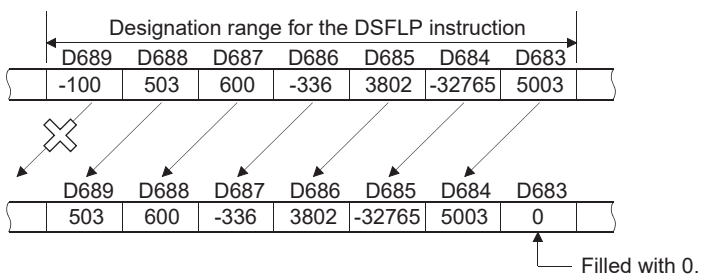 Designation range for the DSFLP instruction
D689 D688 D687 D686 D685 D684 D683
-100 503 600 -336 3802 -32765 5003
D689 D688 D687 D686 D685 D684 D683
503 600 -336 3802 -32765 5003 0
Filled with 0.